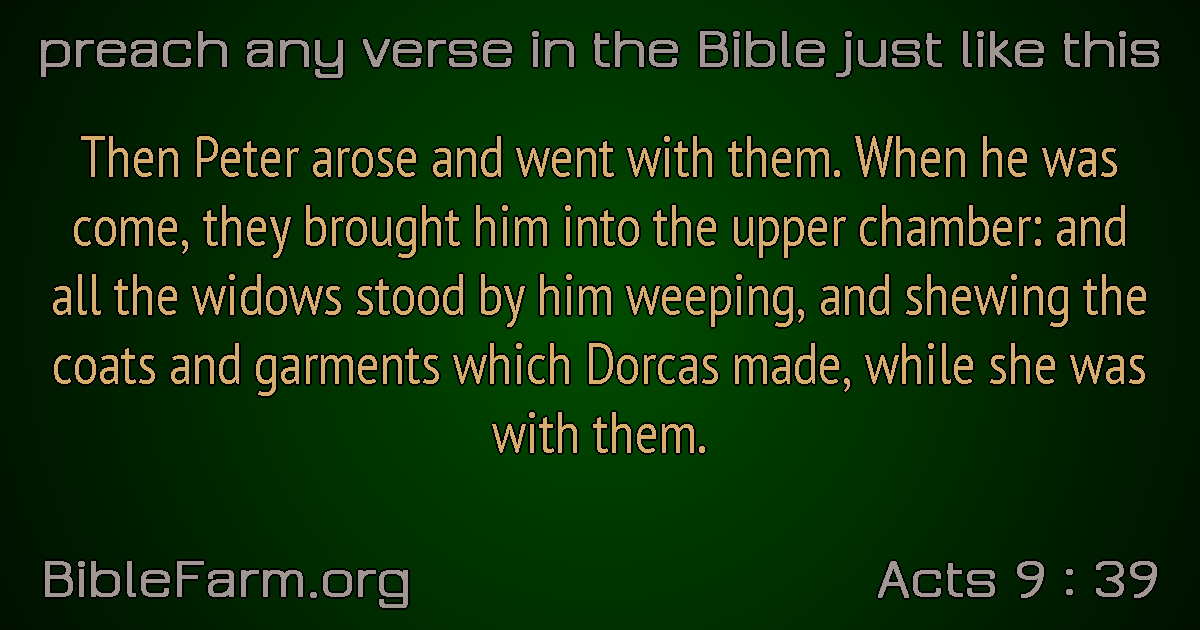 preach any verse in the Bible just like this
Then Peter arose and went with them. When he was
come, they brought him into the upper chamber: and
all the widows stood by him weeping, and shewing the
coats and garments which Dorcas made, while she was
with them.
BibleFarm.org
Acts 9 : 39